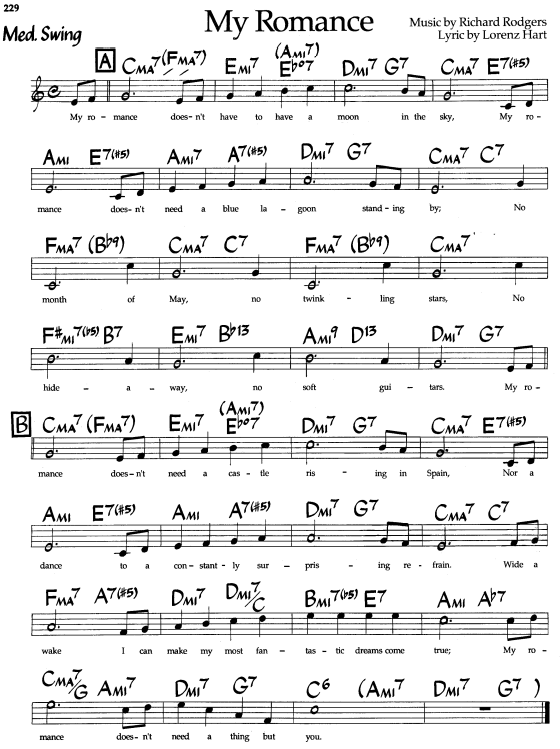 229
My Romance
Music by Richard Rodgers
Lyric by Lorenz Hart
Med. Swing
A
CMA7 (FMA7) EMI7 (AMI7) E♭o7 DMI7 G7 CMA7 E7(#5)
My ro- mance does-n't have to have a moon in the sky, My ro-
AMI E7(#5) AMI7 A7(#5) DMI7 G7 CMA7 C7
mance does-n't need a blue la-goon stand-ing by; No
FMA7 (B♭9) CMA7 C7 FMA7 (B♭9) CMA7
month of May, no twink-ling stars, No
F#MI7(♭5) B7 EMI7 B♭13 AMI9 D13 DMI7 G7
hide-a-way, no soft gui-tars. My ro-
B
CMA7 (FMA7) EMI7 (AMI7) E♭o7 DMI7 G7 CMA7 E7(#5)
mance does-n't need a cas-tle ris-ing in Spain, Nor a
AMI E7(#5) AMI A7(#5) DMI7 G7 CMA7 C7
dance to a con-stant-ly sur-pris-ing re-frain. Wide a
FMA7 A7(#5) DMI7 DMI7/C BMI7(♭5) E7 AMI A♭7
wake I can make my most fan-tas-tic dreams come true; My ro-
CMA7/G AMI7 DMI7 G7 C6 (AMI7 DMI7 G7)
mance does-n't need a thing but you.